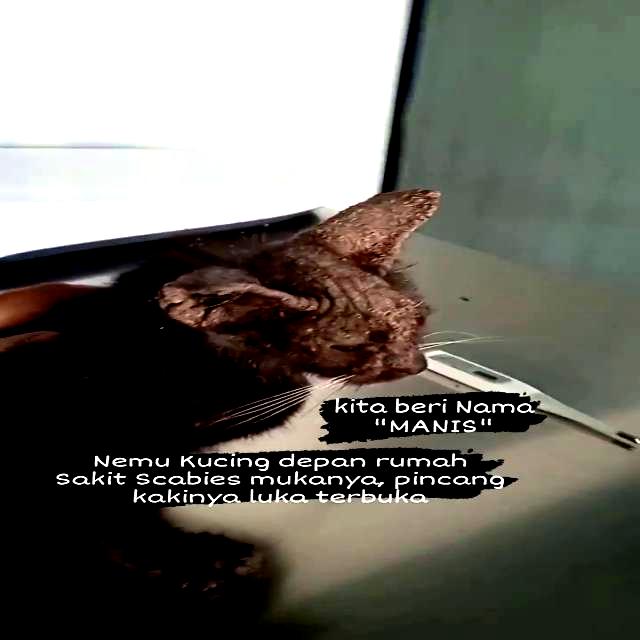 kita beri Nama
"MANIS"
Nemu Kucing depan rumah
Sakit Scabies mukanya, pincang
kakinya luka terbuka